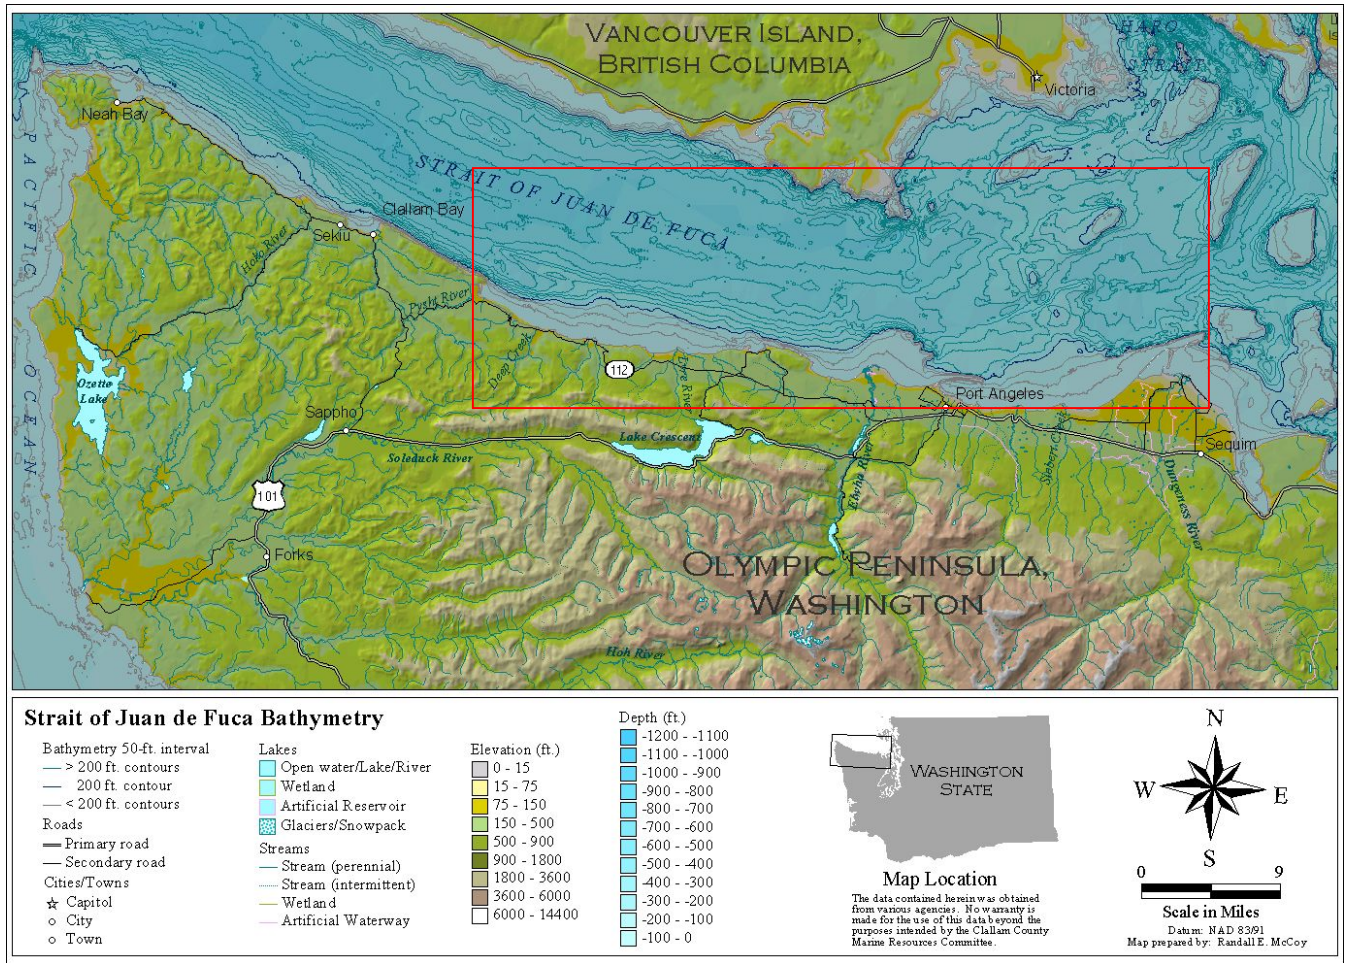 VANCOUVER ISLAND,
BRITISH COLUMBIA
HARO
STRAIT
Victoria
Neah Bay
PACIFIC
OCEAN
STRAIT OF JUAN DE FUCA
Clallam Bay
Sekiu
Hoko River
Pysht River
Deep Creek
112
Lyre River
Port Angeles
Ozette
Lake
Sappho
Lake Crescent
Soleduck River
Elwha River
Siebert Creek
Dungeness River
Sequim
101
Forks
OLYMPIC PENINSULA,
WASHINGTON
Hoh River
Strait of Juan de Fuca Bathymetry
Bathymetry 50-ft. interval
> 200 ft. contours
200 ft. contour
< 200 ft. contours
Roads
Primary road
Secondary road
Cities/Towns
Capitol
City
Town
Lakes
Open water/Lake/River
Wetland
Artificial Reservoir
Glaciers/Snowpack
Streams
Stream (perennial)
Stream (intermittent)
Wetland
Artificial Waterway
Elevation (ft.)
0 - 15
15 - 75
75 - 150
150 - 500
500 - 900
900 - 1800
1800 - 3600
3600 - 6000
6000 - 14400
Depth (ft.)
-1200 - -1100
-1100 - -1000
-1000 - -900
-900 - -800
-800 - -700
-700 - -600
-600 - -500
-500 - -400
-400 - -300
-300 - -200
-200 - -100
-100 - 0
WASHINGTON
STATE
Map Location
The data contained herein was obtained
from various agencies. No warranty is
made for the use of this data beyond the
purposes intended by the Clallam County
Marine Resources Committee.
N
W
E
S
0 9
Scale in Miles
Datum: NAD 83/91
Map prepared by: Randall E. McCoy